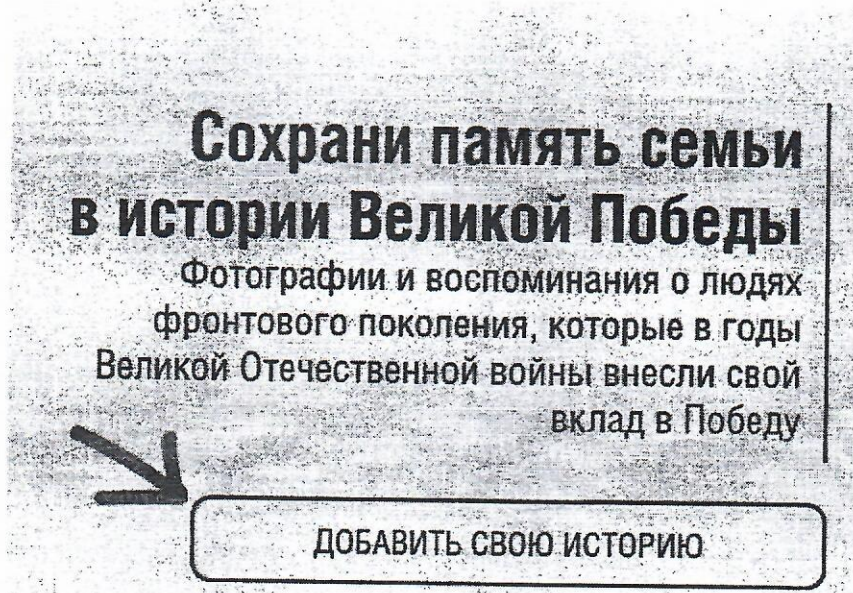 Сохрани память семьи
в истории Великой Победы
Фотографии и воспоминания о людях
фронтового поколения, которые в годы
Великой Отечественной войны внесли свой
вклад в Победу
ДОБАВИТЬ СВОЮ ИСТОРИЮ